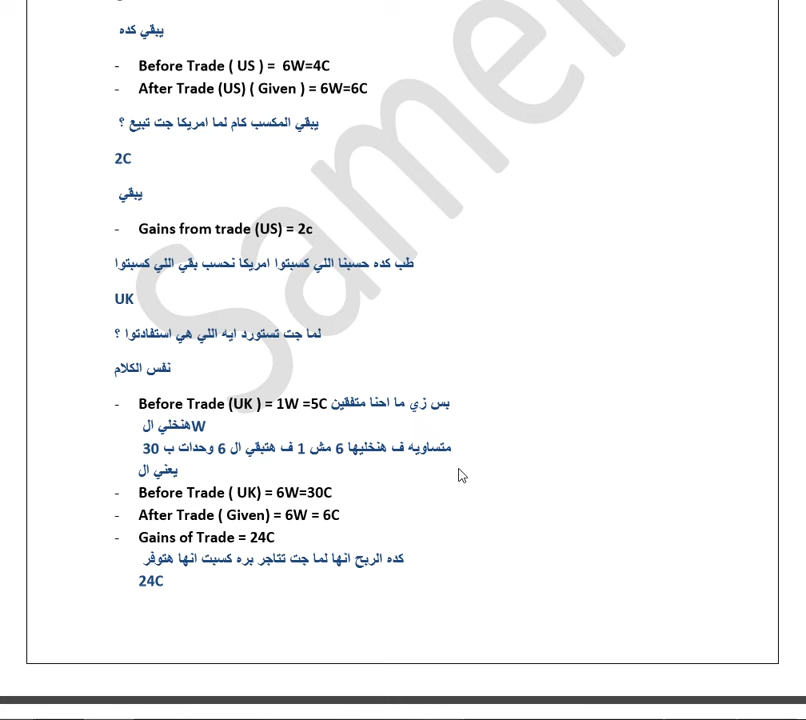 يبقي كده
- Before Trade ( US ) = 6W=4C
- After Trade (US) ( Given ) = 6W=6C
يبقي المكسب كام لما امريكا جت تبيع ؟
2C
يبقي
- Gains from trade (US) = 2c
طب كده حسبنا اللي كسبتوا امريكا نحسب بقي اللي كسبتوا
UK
لما جت تستورد ايه اللي هي استفادتوا ؟
نفس الكلام
- Before Trade (UK ) = 1W =5C بس زي ما احنا متفقين
هنخلي الW
متساويه ف هنخليها 6 مش 1 ف هتبقي ال 6 وحدات ب 30
يعني ال
- Before Trade ( UK) = 6W=30C
- After Trade ( Given) = 6W = 6C
- Gains of Trade = 24C
كده الربح انها لما جت تتاجر بره كسبت انها هتوفر
24C
Samer